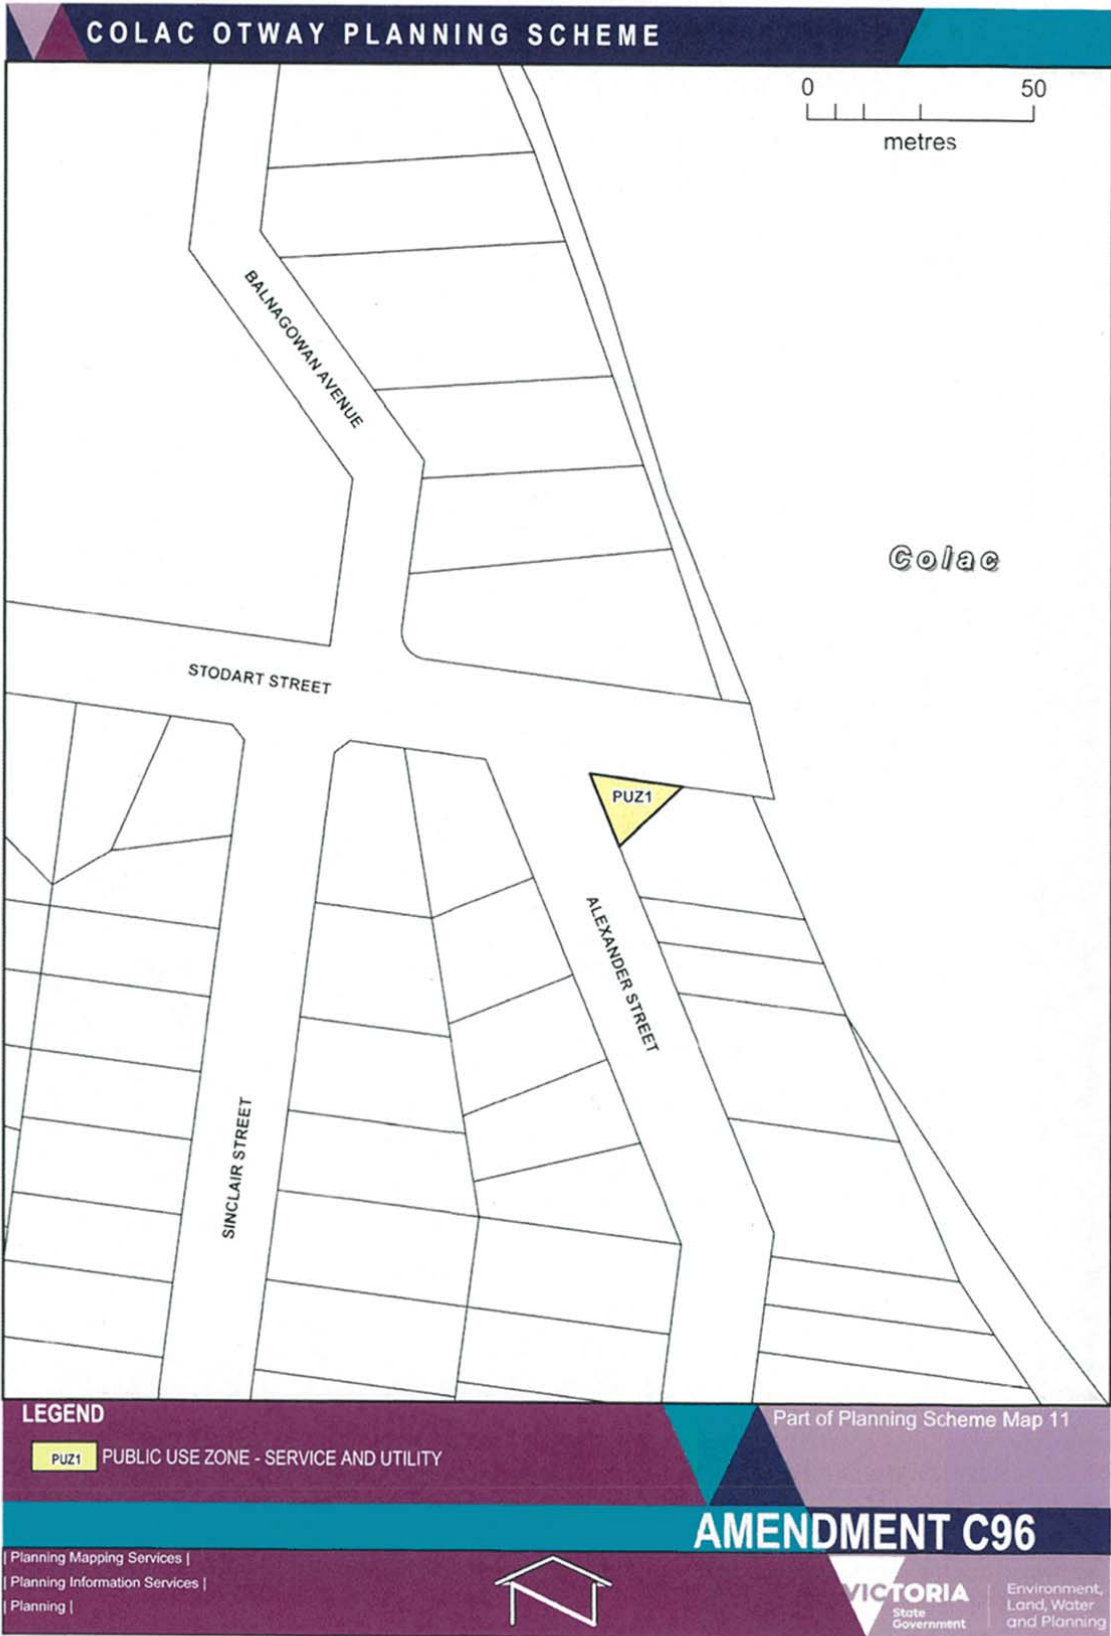 COLAC OTWAY PLANNING SCHEME
0 50
metres
BALNAGOWAN AVENUE
Colac
STODART STREET
PUZ1
ALEXANDER STREET
SINCLAIR STREET
LEGEND
Part of Planning Scheme Map 11
PUZ1 PUBLIC USE ZONE - SERVICE AND UTILITY
AMENDMENT C96
| Planning Mapping Services |
| Planning Information Services |
| Planning |
N
VICTORIA
State
Government
Environment,
Land, Water
and Planning